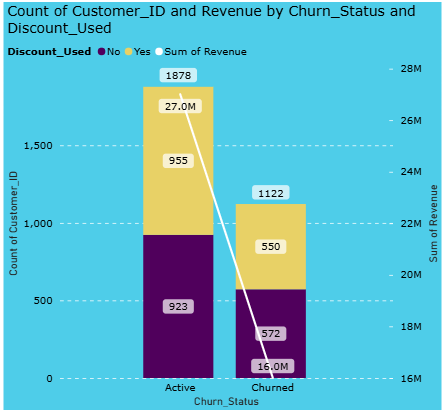 Count of Customer_ID and Revenue by Churn_Status and
Discount_Used
Discount_Used No Yes Sum of Revenue
1878
28M
27.0M
26M
1,500
955
24M
1122
1,000
22M
550
20M
500
923
572
18M
16.0M
0
16M
Active
Churned
Churn_Status
Count of Customer_ID
Sum of Revenue